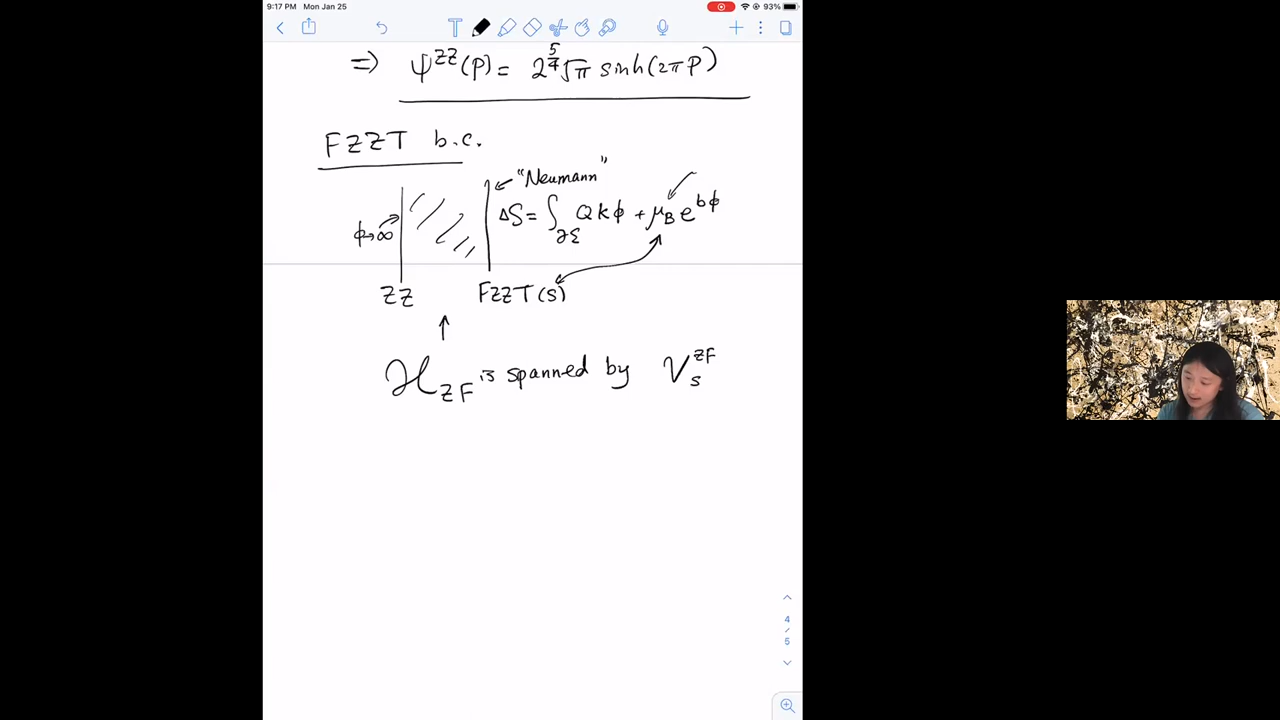 9:17 PM Mon Jan 25
93%
⇒ ψ^{ZZ}(P) = 2^{5/4} √π sinh(2πP)
FZZT b.c.
"Neumann"
ΔS = ∫_{∂Σ} QKϕ + μ_B e^{bϕ}
ϕ→∞
ZZ FZZT(s)
ℋ_{ZF} is spanned by V_s^{ZF}
4
/
5